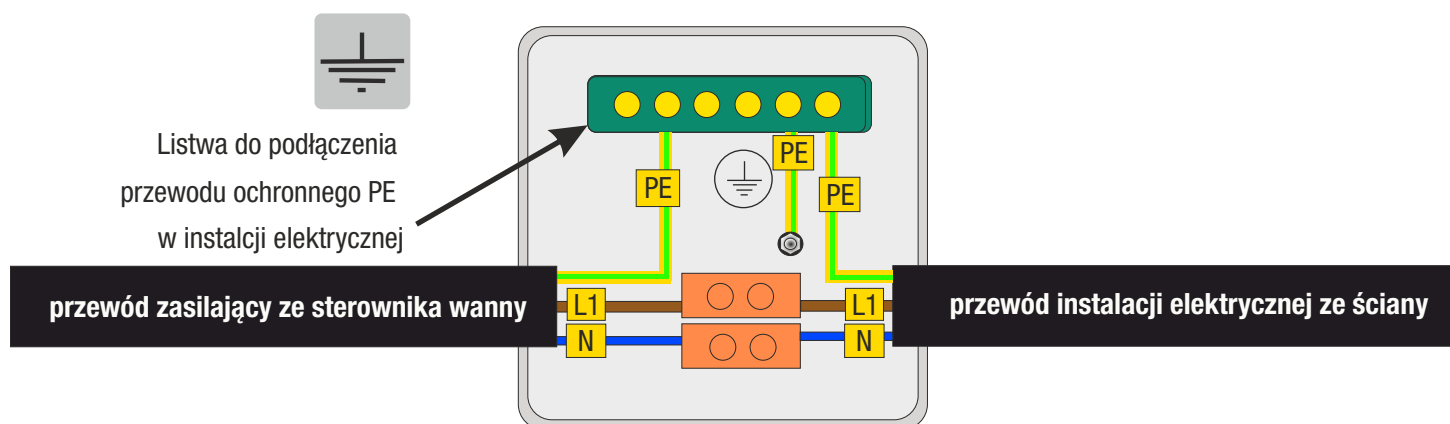 Listwa do podłączenia
przewodu ochronnego PE
w instalcji elektrycznej
PE
PE
PE
przewód zasilający ze sterownika wanny
L1
L1
przewód instalacji elektrycznej ze ściany
N
N